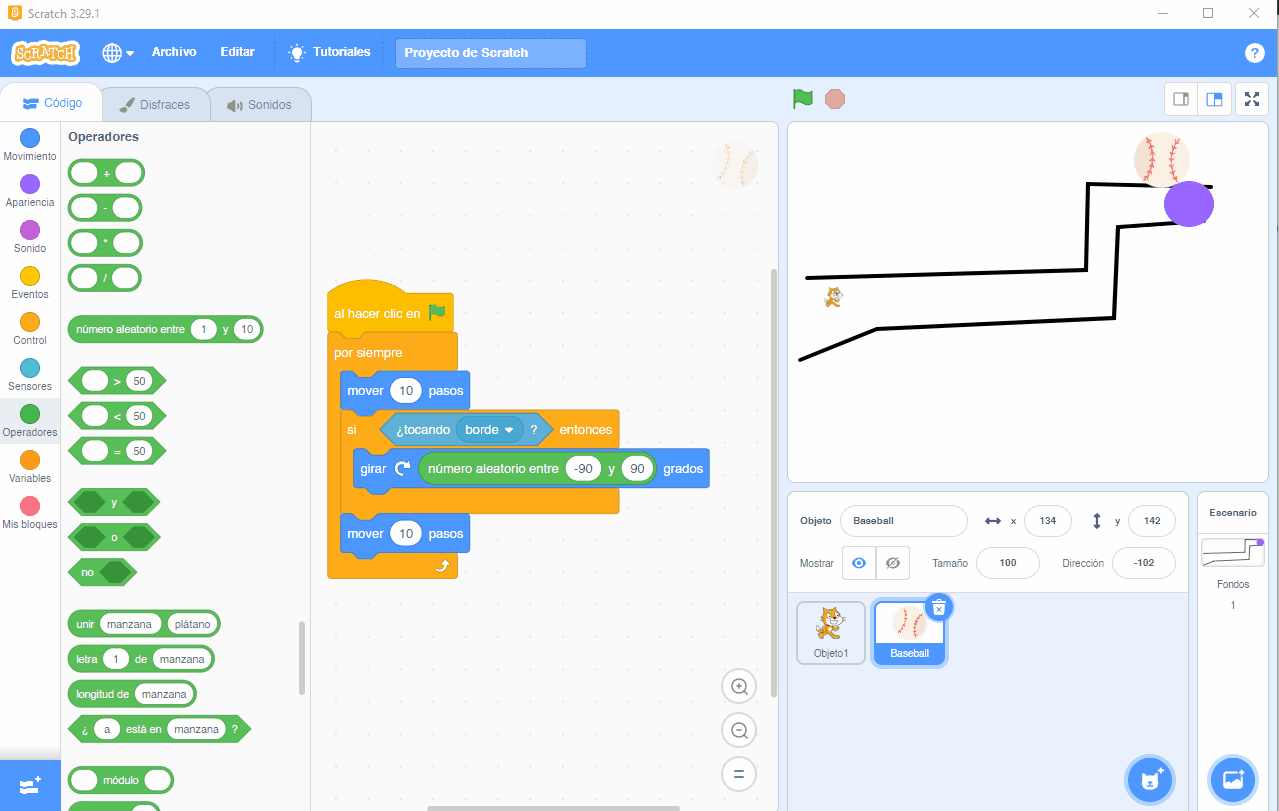 Scratch 3.29.1
SCRATCH Archivo Editar Tutoriales Proyecto de Scratch ?
Código Disfraces Sonidos
Movimiento
Apariencia
Sonido
Eventos
Control
Sensores
Operadores
Variables
Mis bloques
Operadores
+
-
*
/
número aleatorio entre 1 y 10
> 50
< 50
= 50
y
o
no
unir manzana plátano
letra 1 de manzana
longitud de manzana
¿ a está en manzana ?
módulo
al hacer clic en
por siempre
mover 10 pasos
si ¿tocando borde ? entonces
girar número aleatorio entre -90 y 90 grados
mover 10 pasos
Objeto Baseball x 134 y 142
Mostrar Tamaño 100 Dirección -102
Objeto1
Baseball
Escenario
Fondos
1